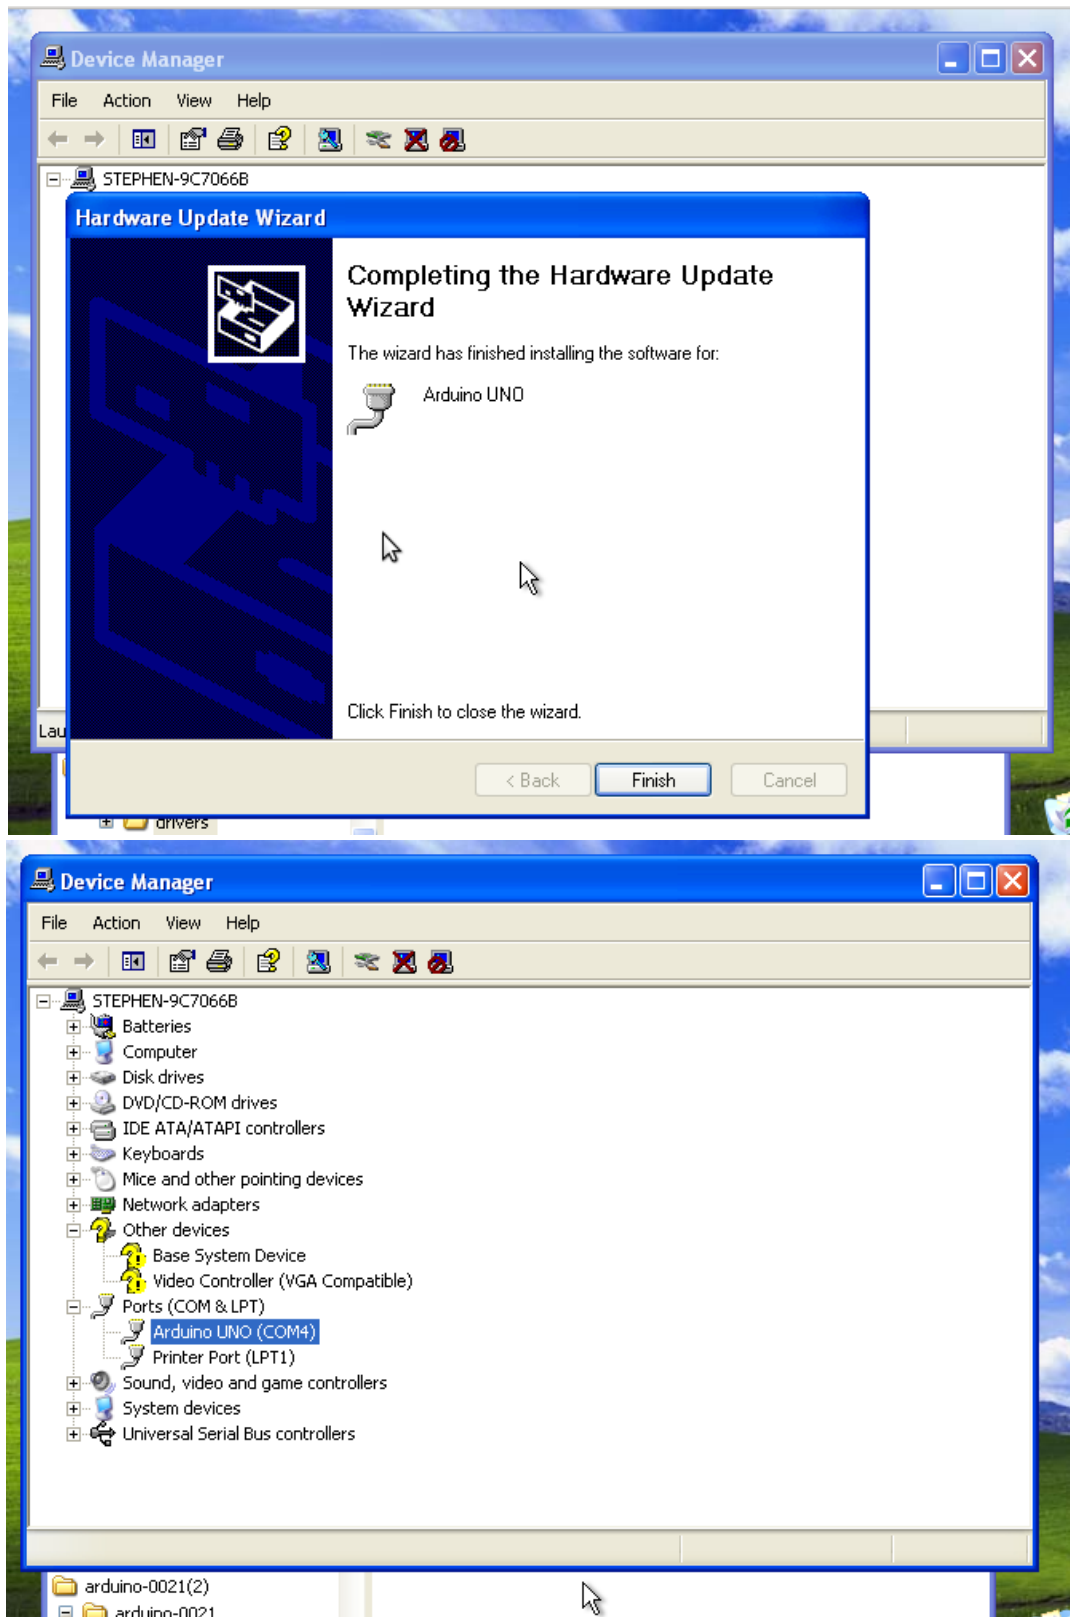 Device Manager
File Action View Help
STEPHEN-9C7066B
Hardware Update Wizard
Completing the Hardware Update
Wizard
The wizard has finished installing the software for:
Arduino UNO
Click Finish to close the wizard.
Lau
< Back Finish Cancel
drivers
Device Manager
File Action View Help
STEPHEN-9C7066B
Batteries
Computer
Disk drives
DVD/CD-ROM drives
IDE ATA/ATAPI controllers
Keyboards
Mice and other pointing devices
Network adapters
Other devices
Base System Device
Video Controller (VGA Compatible)
Ports (COM & LPT)
Arduino UNO (COM4)
Printer Port (LPT1)
Sound, video and game controllers
System devices
Universal Serial Bus controllers
arduino-0021(2)
arduino-0021